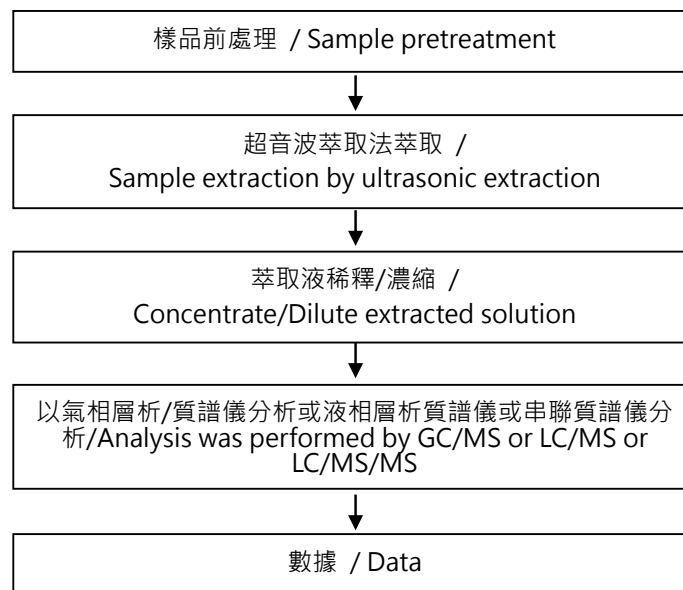 樣品前處理 / Sample pretreatment
超音波萃取法萃取 /
Sample extraction by ultrasonic extraction
萃取液稀釋/濃縮 /
Concentrate/Dilute extracted solution
以氣相層析/質譜儀分析或液相層析質譜儀或串聯質譜儀分
析/Analysis was performed by GC/MS or LC/MS or
LC/MS/MS
數據 / Data